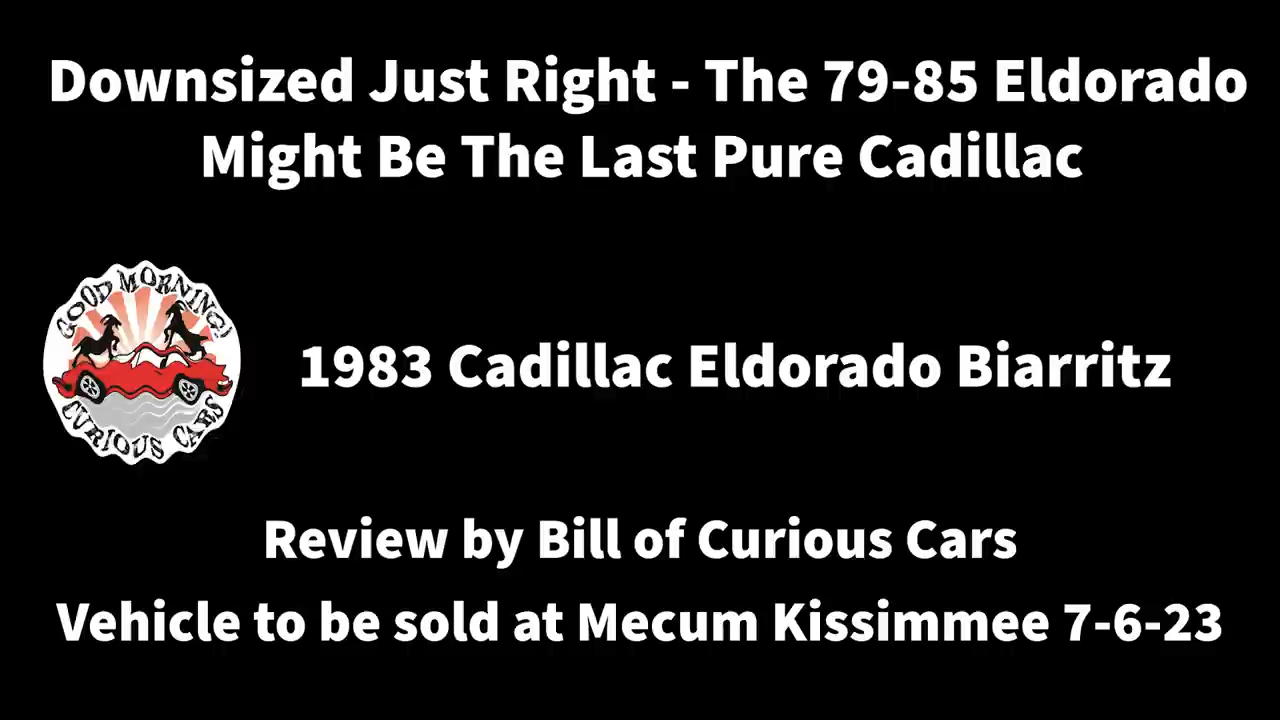 Downsized Just Right - The 79-85 Eldorado
Might Be The Last Pure Cadillac
GOOD MORNING!
CURIOUS CARS
1983 Cadillac Eldorado Biarritz
Review by Bill of Curious Cars
Vehicle to be sold at Mecum Kissimmee 7-6-23